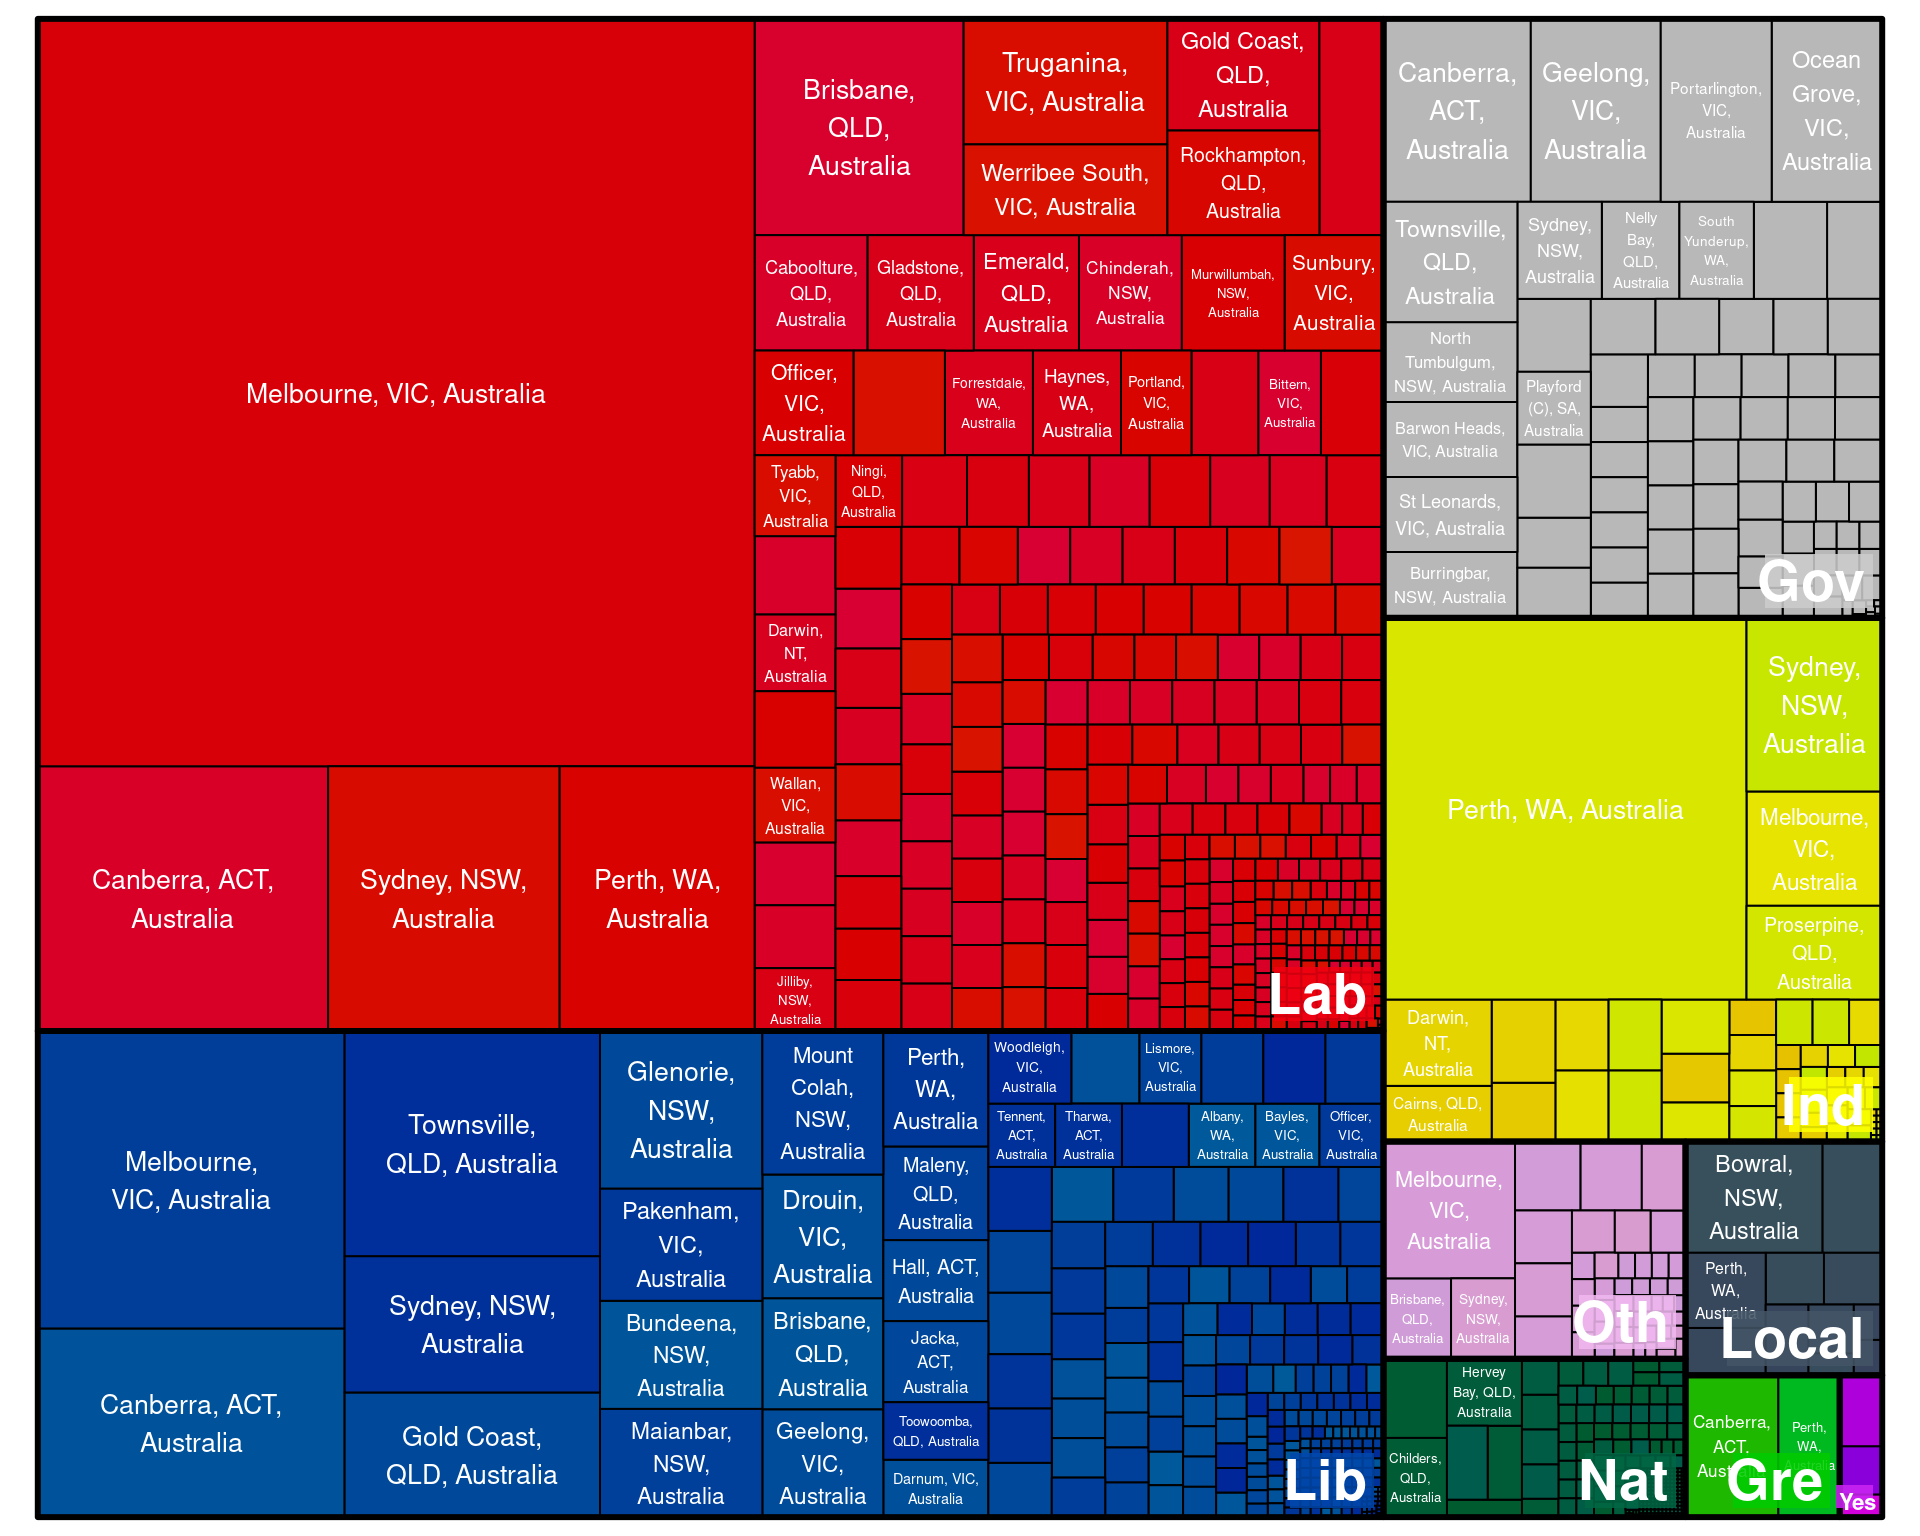 Melbourne, VIC, Australia
Canberra, ACT,
Australia
Sydney, NSW,
Australia
Perth, WA,
Australia
Brisbane,
QLD,
Australia
Truganina,
VIC, Australia
Werribee South,
VIC, Australia
Gold Coast,
QLD,
Australia
Rockhampton,
QLD,
Australia
Caboolture,
QLD,
Australia
Gladstone,
QLD,
Australia
Emerald,
QLD,
Australia
Chinderah,
NSW,
Australia
Murwillumbah,
NSW,
Australia
Sunbury,
VIC,
Australia
Officer,
VIC,
Australia
Forrestdale,
WA,
Australia
Haynes,
WA,
Australia
Portland,
VIC,
Australia
Bittern,
VIC,
Australia
Tyabb,
VIC,
Australia
Ningi,
QLD,
Australia
Darwin,
NT,
Australia
Wallan,
VIC,
Australia
Jilliby,
NSW,
Australia
Lab
Melbourne,
VIC, Australia
Canberra, ACT,
Australia
Townsville,
QLD, Australia
Sydney, NSW,
Australia
Gold Coast,
QLD, Australia
Glenorie,
NSW,
Australia
Pakenham,
VIC,
Australia
Bundeena,
NSW,
Australia
Maianbar,
NSW,
Australia
Mount
Colah,
NSW,
Australia
Drouin,
VIC,
Australia
Brisbane,
QLD,
Australia
Geelong,
VIC,
Australia
Perth,
WA,
Australia
Maleny,
QLD,
Australia
Hall, ACT,
Australia
Jacka,
ACT,
Australia
Toowoomba,
QLD, Australia
Darnum, VIC,
Australia
Woodleigh,
VIC,
Australia
Lismore,
VIC,
Australia
Tennent,
ACT,
Australia
Tharwa,
ACT,
Australia
Albany,
WA,
Australia
Bayles,
VIC,
Australia
Officer,
VIC,
Australia
Lib
Canberra,
ACT,
Australia
Geelong,
VIC,
Australia
Portarlington,
VIC,
Australia
Ocean
Grove,
VIC,
Australia
Townsville,
QLD,
Australia
Sydney,
NSW,
Australia
Nelly
Bay,
QLD,
Australia
South
Yunderup,
WA,
Australia
North
Tumbulgum,
NSW, Australia
Playford
(C), SA,
Australia
Barwon Heads,
VIC, Australia
St Leonards,
VIC, Australia
Burringbar,
NSW, Australia
Gov
Perth, WA, Australia
Sydney,
NSW,
Australia
Melbourne,
VIC,
Australia
Proserpine,
QLD,
Australia
Darwin,
NT,
Australia
Cairns, QLD,
Australia
Ind
Melbourne,
VIC,
Australia
Brisbane,
QLD,
Australia
Sydney,
NSW,
Australia
Oth
Bowral,
NSW,
Australia
Perth,
WA,
Australia
Local
Hervey
Bay, QLD,
Australia
Childers,
QLD,
Australia
Nat
Canberra,
ACT,
Australia
Perth,
WA,
Australia
Gre
Yes